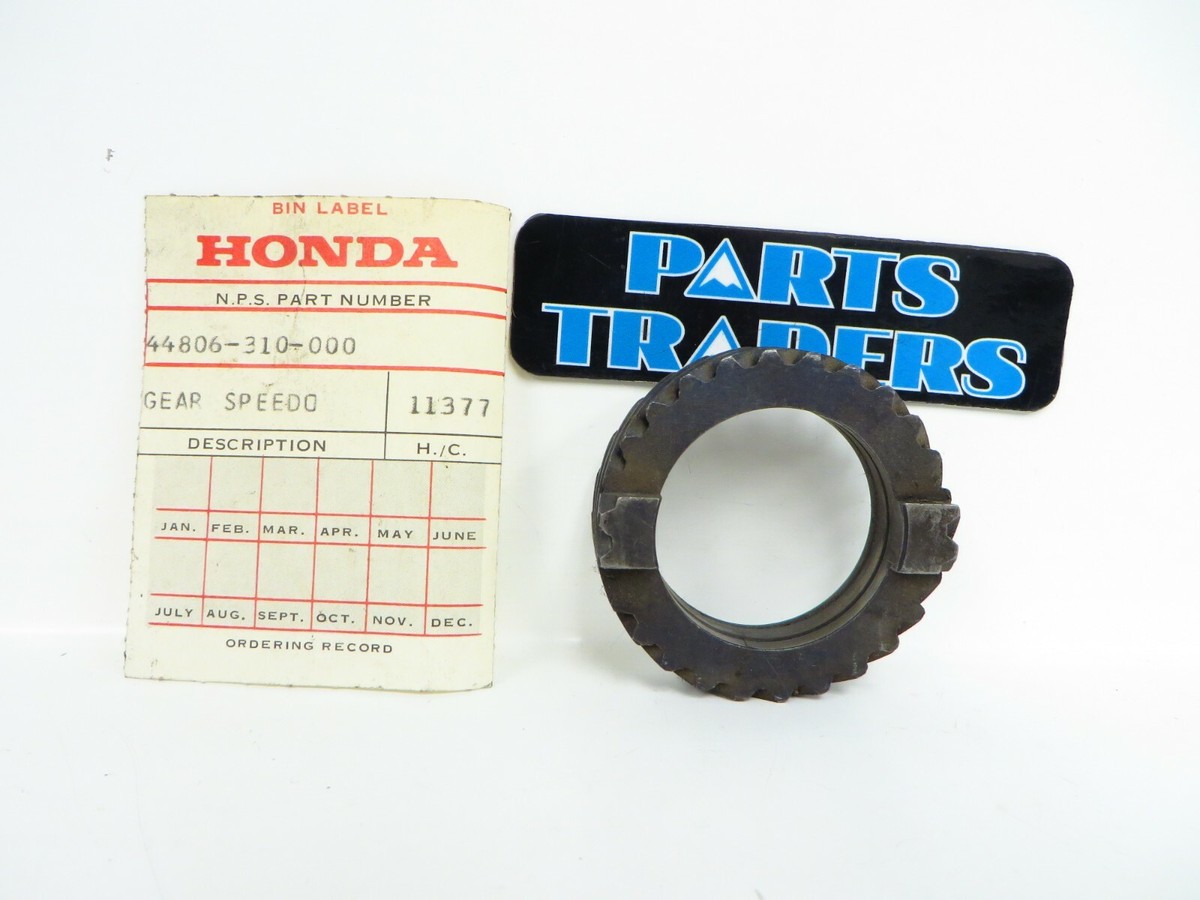 BIN LABEL
HONDA
N.P.S. PART NUMBER
44806-310-000
GEAR SPEEDO 11377
DESCRIPTION H./C.
JAN. FEB. MAR. APR. MAY JUNE
JULY AUG. SEPT. OCT. NOV. DEC.
ORDERING RECORD
PARTS
TRADERS